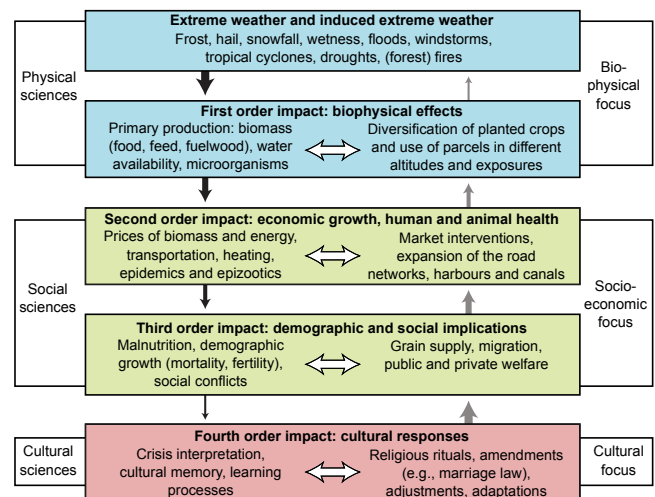 Extreme weather and induced extreme weather
Frost, hail, snowfall, wetness, floods, windstorms,
tropical cyclones, droughts, (forest) fires
Physical
sciences
Bio-
physical
focus
First order impact: biophysical effects
Primary production: biomass
(food, feed, fuelwood), water
availability, microorganisms
Diversification of planted crops
and use of parcels in different
altitudes and exposures
Second order impact: economic growth, human and animal health
Prices of biomass and energy,
transportation, heating,
epidemics and epizootics
Market interventions,
expansion of the road
networks, harbours and canals
Social
sciences
Socio-
economic
focus
Third order impact: demographic and social implications
Malnutrition, demographic
growth (mortality, fertility),
social conflicts
Grain supply, migration,
public and private welfare
Fourth order impact: cultural responses
Cultural
sciences
Crisis interpretation,
cultural memory, learning
processes
Religious rituals, amendments
(e.g., marriage law),
adjustments, adaptations
Cultural
focus